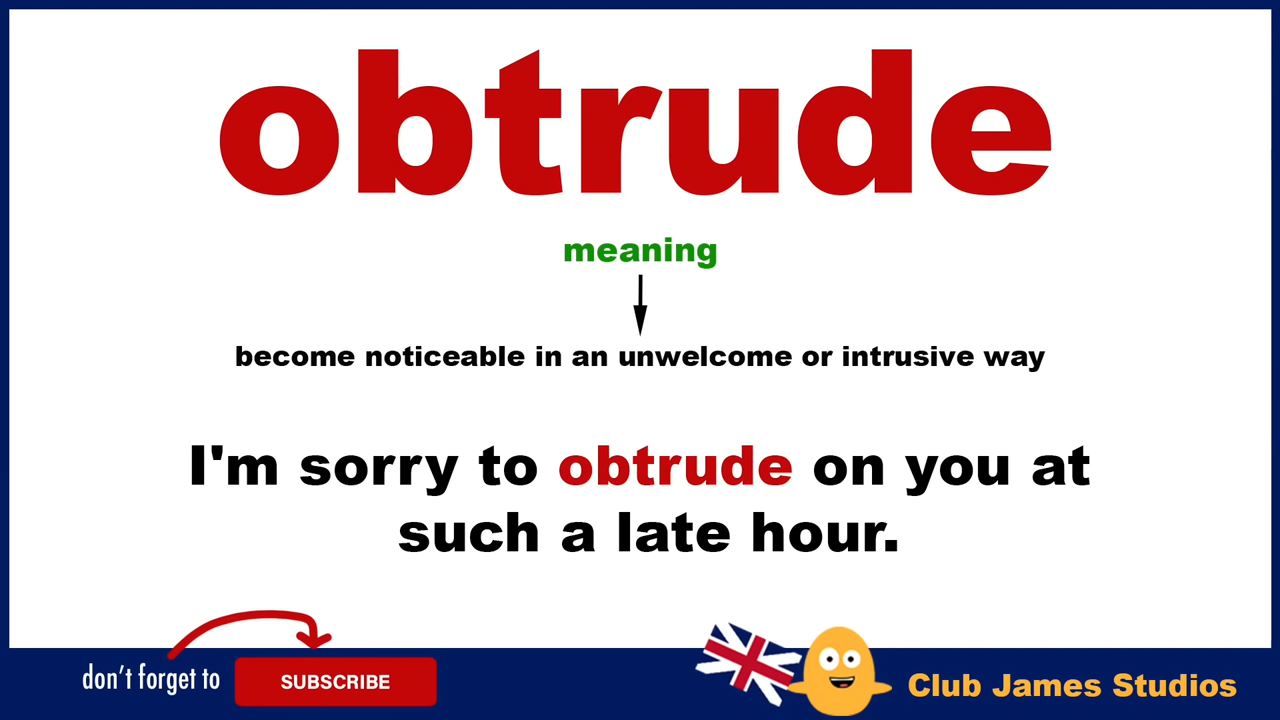 obtrude
meaning
become noticeable in an unwelcome or intrusive way
I'm sorry to obtrude on you at
such a late hour.
don't forget to
SUBSCRIBE
Club James Studios